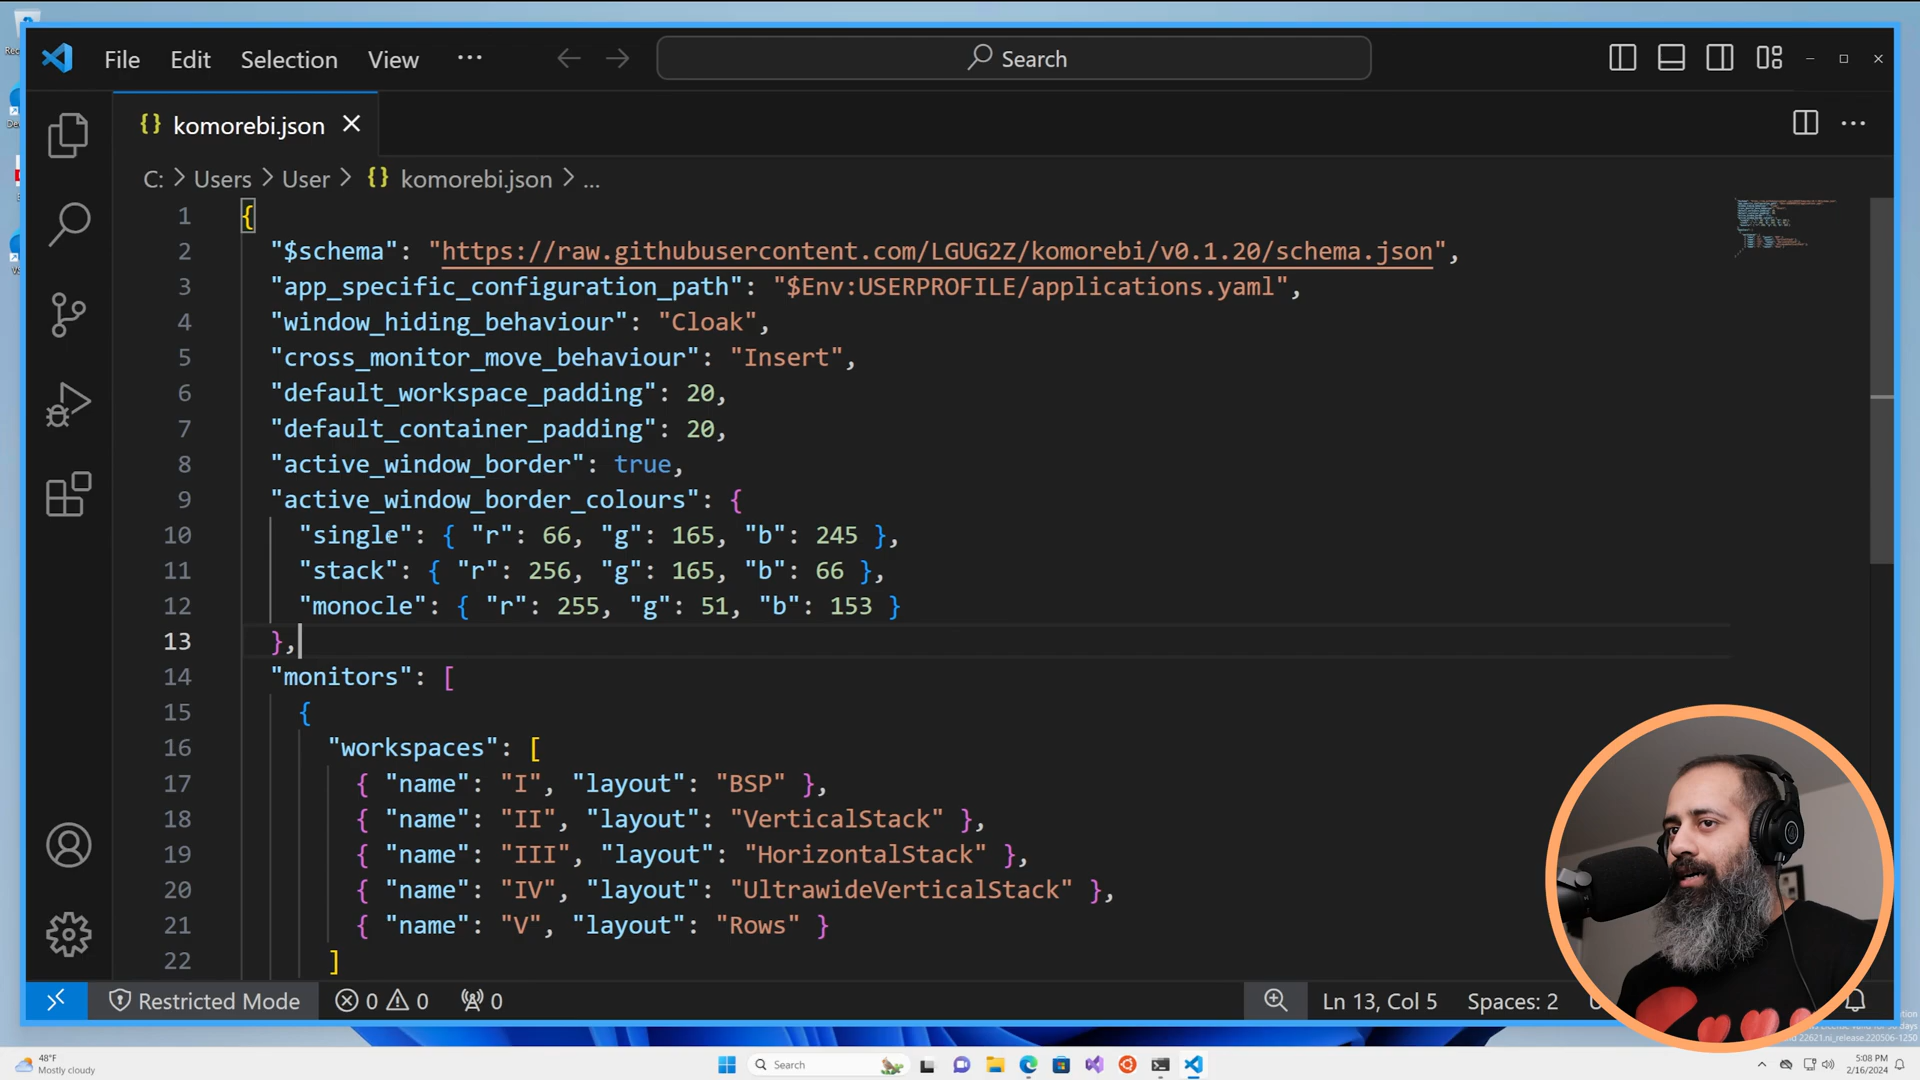 File Edit Selection View ··· Search
komorebi.json
C: > Users > User > {} komorebi.json > ...
1 {
2 "$schema": "https://raw.githubusercontent.com/LGUG2Z/komorebi/v0.1.20/schema.json",
3 "app_specific_configuration_path": "$Env:USERPROFILE/applications.yaml",
4 "window_hiding_behaviour": "Cloak",
5 "cross_monitor_move_behaviour": "Insert",
6 "default_workspace_padding": 20,
7 "default_container_padding": 20,
8 "active_window_border": true,
9 "active_window_border_colours": {
10 "single": { "r": 66, "g": 165, "b": 245 },
11 "stack": { "r": 256, "g": 165, "b": 66 },
12 "monocle": { "r": 255, "g": 51, "b": 153 }
13 },
14 "monitors": [
15 {
16 "workspaces": [
17 { "name": "I", "layout": "BSP" },
18 { "name": "II", "layout": "VerticalStack" },
19 { "name": "III", "layout": "HorizontalStack" },
20 { "name": "IV", "layout": "UltrawideVerticalStack" },
21 { "name": "V", "layout": "Rows" }
22 ]
Restricted Mode 0 0 0 Ln 13, Col 5 Spaces: 2
22621.ni_release.220506-1250
48°F
Mostly cloudy
Search
5:08 PM
2/16/2024